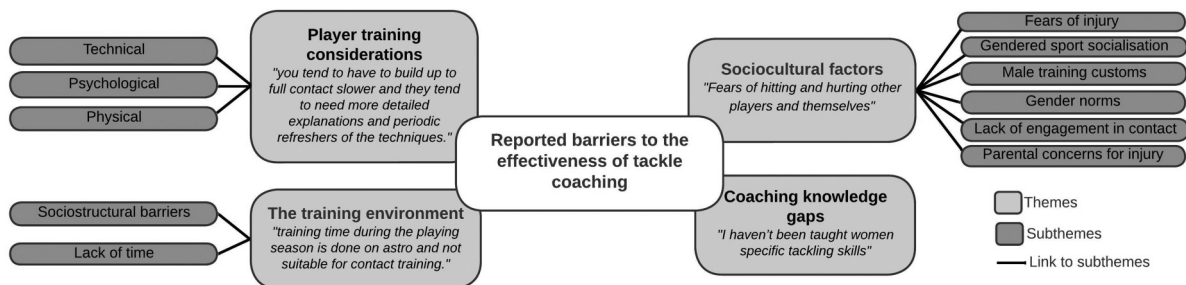 Technical
Psychological
Physical
Player training
considerations
"you tend to have to build up to
full contact slower and they tend
to need more detailed
explanations and periodic
refreshers of the techniques."
Sociostructural barriers
Lack of time
The training environment
"training time during the playing
season is done on astro and not
suitable for contact training."
Reported barriers to the
effectiveness of tackle
coaching
Sociocultural factors
"Fears of hitting and hurting other
players and themselves"
Fears of injury
Gendered sport socialisation
Male training customs
Gender norms
Lack of engagement in contact
Parental concerns for injury
Coaching knowledge
gaps
"I haven't been taught women
specific tackling skills"
Themes
Subthemes
Link to subthemes